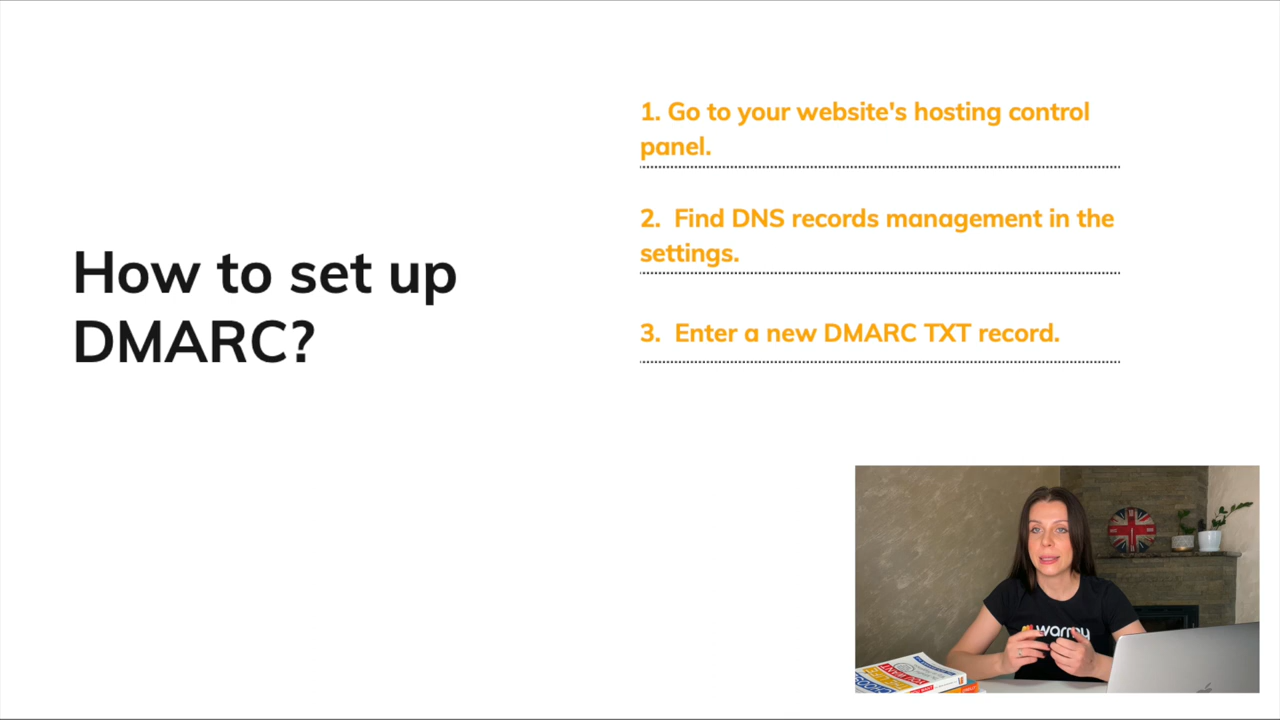 How to set up
DMARC?
1. Go to your website's hosting control
panel.
2. Find DNS records management in the
settings.
3. Enter a new DMARC TXT record.